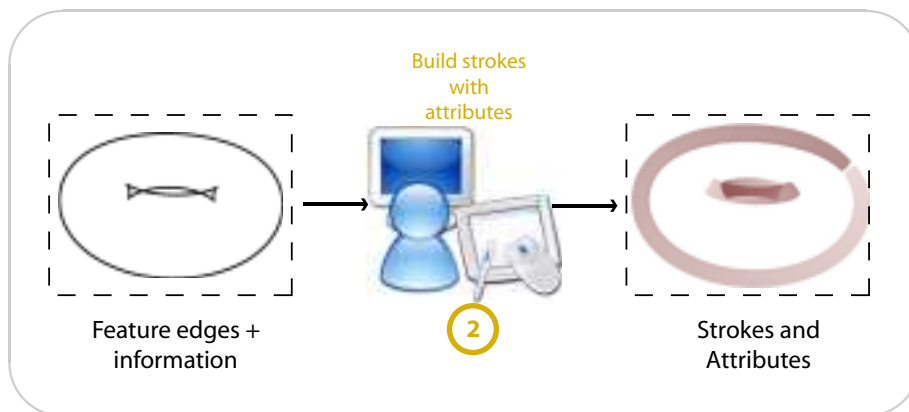 Build strokes
with
attributes
2
Feature edges +
information
Strokes and
Attributes